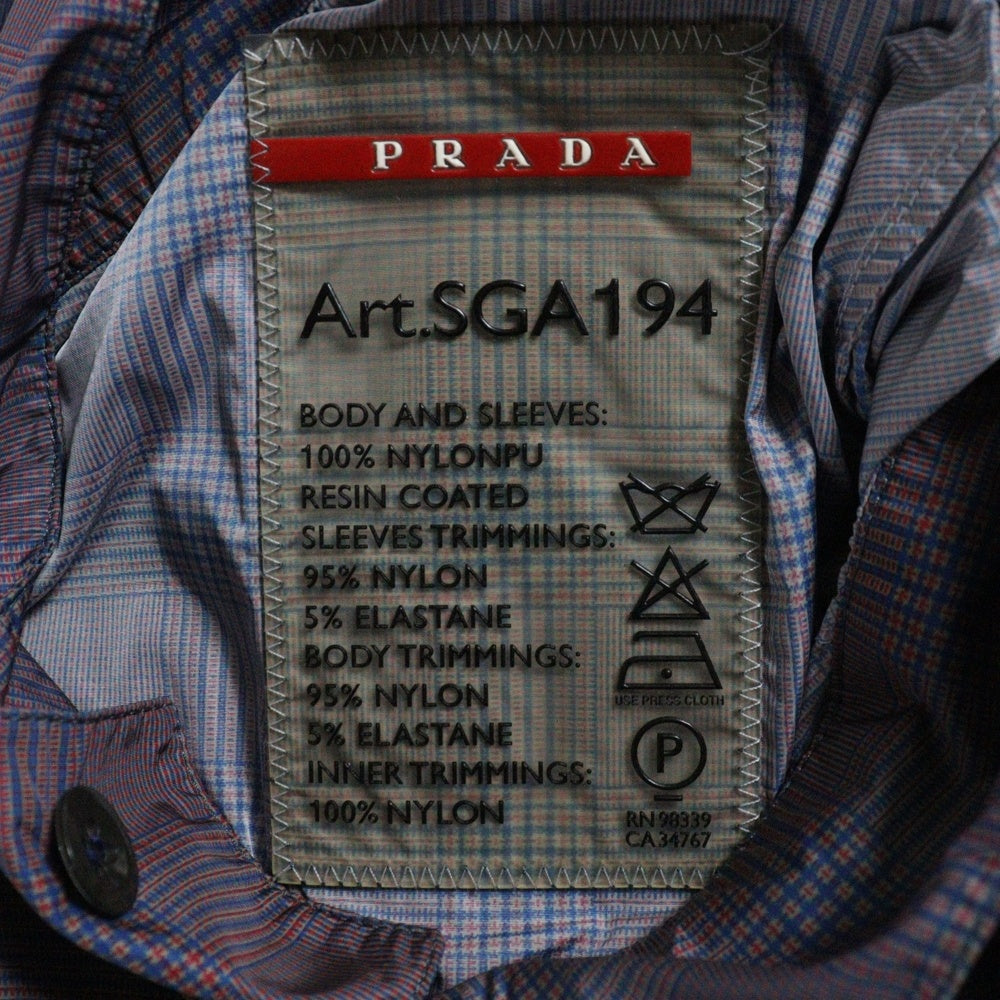 PRADA
Art.SGA194
BODY AND SLEEVES:
100% NYLONPU
RESIN COATED
SLEEVES TRIMMINGS:
95% NYLON
5% ELASTANE
BODY TRIMMINGS:
95% NYLON
5% ELASTANE
INNER TRIMMINGS:
100% NYLON
USE PRESS CLOTH
P
RN 98339
CA 34767